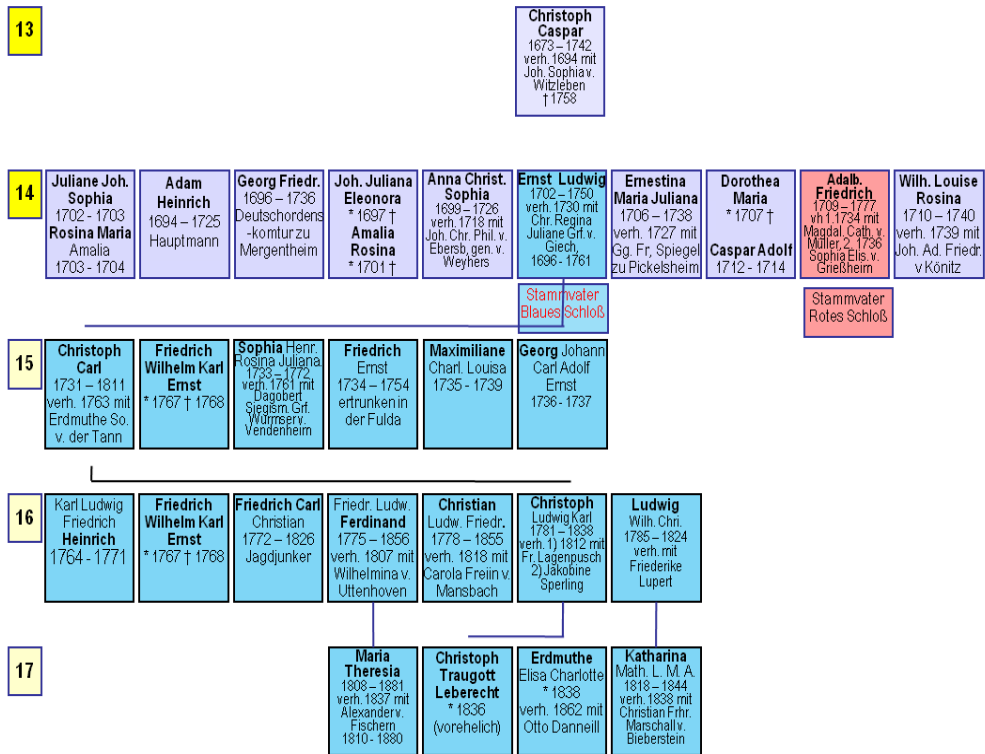 13
Christoph
Caspar
1673 – 1742
verh. 1694 mit
Joh. Sophia v.
Witzleben
† 1758
14
Juliane Joh.
Sophia
1702 - 1703
Rosina Maria
Amalia
1703 - 1704
Adam
Heinrich
1694 – 1725
Hauptmann
Georg Friedr.
1696 – 1736
Deutschordens
-komtur zu
Mergentheim
Joh. Juliana
Eleonora
* 1697 †
Amalia
Rosina
* 1701 †
Anna Christ.
Sophia
1699 – 1726
verh. 1718 mit
Joh. Chr. Phil. v.
Ebersb, gen. v.
Weyhers
Ernst Ludwig
1702 – 1750
verh. 1730 mit
Chr. Regina
Juliane Grf. v.
Giech,
1696 - 1761
Ernestina
Maria Juliana
1706 – 1738
verh. 1727 mit
Gg. Fr, Spiegel
zu Pickelsheim
Dorothea
Maria
* 1707 †
Caspar Adolf
1712 - 1714
Adalb.
Friedrich
1709 – 1777
vh 1.1734 mit
Magdal. Cath. v.
Müller, 2. 1736
Sophia Elis. v.
Grießheim
Wilh. Louise
Rosina
1710 – 1740
verh. 1739 mit
Joh. Ad. Friedr.
v Könitz
Stammvater
Blaues Schloß
Stammvater
Rotes Schloß
15
Christoph
Carl
1731 – 1811
verh. 1763 mit
Erdmuthe So.
v. der Tann
Friedrich
Wilhelm Karl
Ernst
* 1767 † 1768
Sophia Henr.
Rosina Juliana.
1733 – 1772
verh. 1761 mit
Dagobert
Siegism. Grf.
Wurmser v.
Vendenheim
Friedrich
Ernst
1734 – 1754
ertrunken in
der Fulda
Maximiliane
Charl. Louisa
1735 - 1739
Georg Johann
Carl Adolf
Ernst
1736 - 1737
16
Karl Ludwig
Friedrich
Heinrich
1764 - 1771
Friedrich
Wilhelm Karl
Ernst
* 1767 † 1768
Friedrich Carl
Christian
1772 – 1826
Jagdjunker
Friedr. Ludw.
Ferdinand
1775 – 1856
verh. 1807 mit
Wilhelmina v.
Uttenhoven
Christian
Ludw. Friedr.
1778 – 1855
verh. 1818 mit
Carola Freiin v.
Mansbach
Christoph
Ludwig Karl
1781 – 1838
verh. 1) 1812 mit
Fr. Lagenpusch
2) Jakobine
Sperling
Ludwig
Wilh. Chri.
1785 – 1824
verh. mit
Friederike
Lupert
17
Maria
Theresia
1808 – 1881
verh. 1837 mit
Alexander v.
Fischern
1810 - 1880
Christoph
Traugott
Leberecht
* 1836
(vorehelich)
Erdmuthe
Elisa Charlotte
* 1838
verh. 1862 mit
Otto Danneill
Katharina
Math. L. M. A.
1818 – 1844
verh. 1838 mit
Christian Frhr.
Marschall v.
Bieberstein